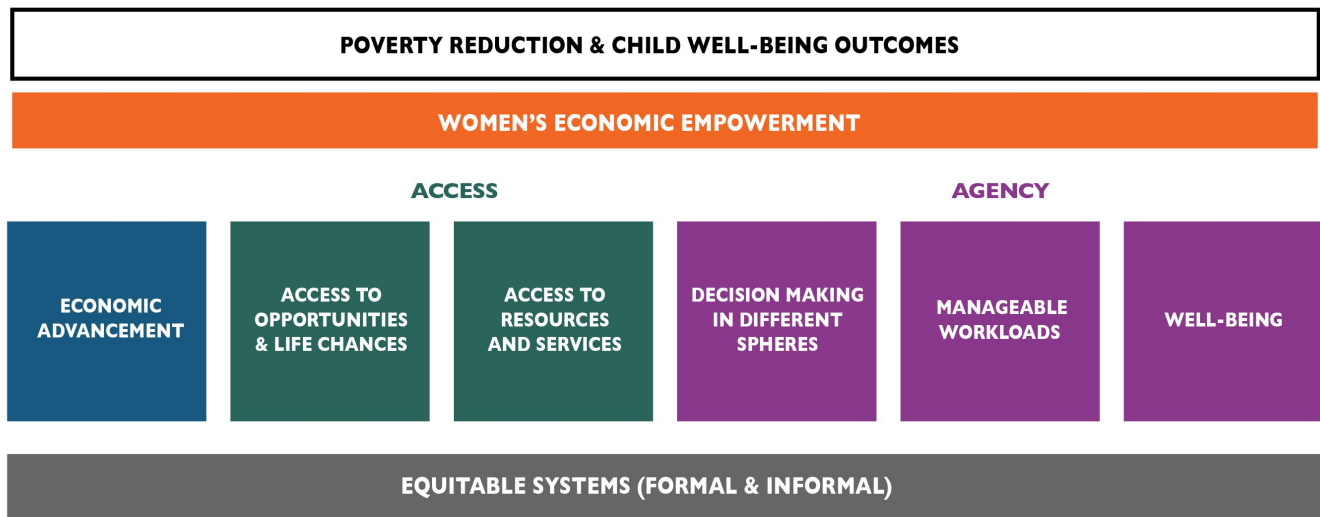 POVERTY REDUCTION & CHILD WELL-BEING OUTCOMES
WOMEN'S ECONOMIC EMPOWERMENT
ACCESS
AGENCY
ECONOMIC
ADVANCEMENT
ACCESS TO
OPPORTUNITIES
& LIFE CHANCES
ACCESS TO
RESOURCES
AND SERVICES
DECISION MAKING
IN DIFFERENT
SPHERES
MANAGEABLE
WORKLOADS
WELL-BEING
EQUITABLE SYSTEMS (FORMAL & INFORMAL)